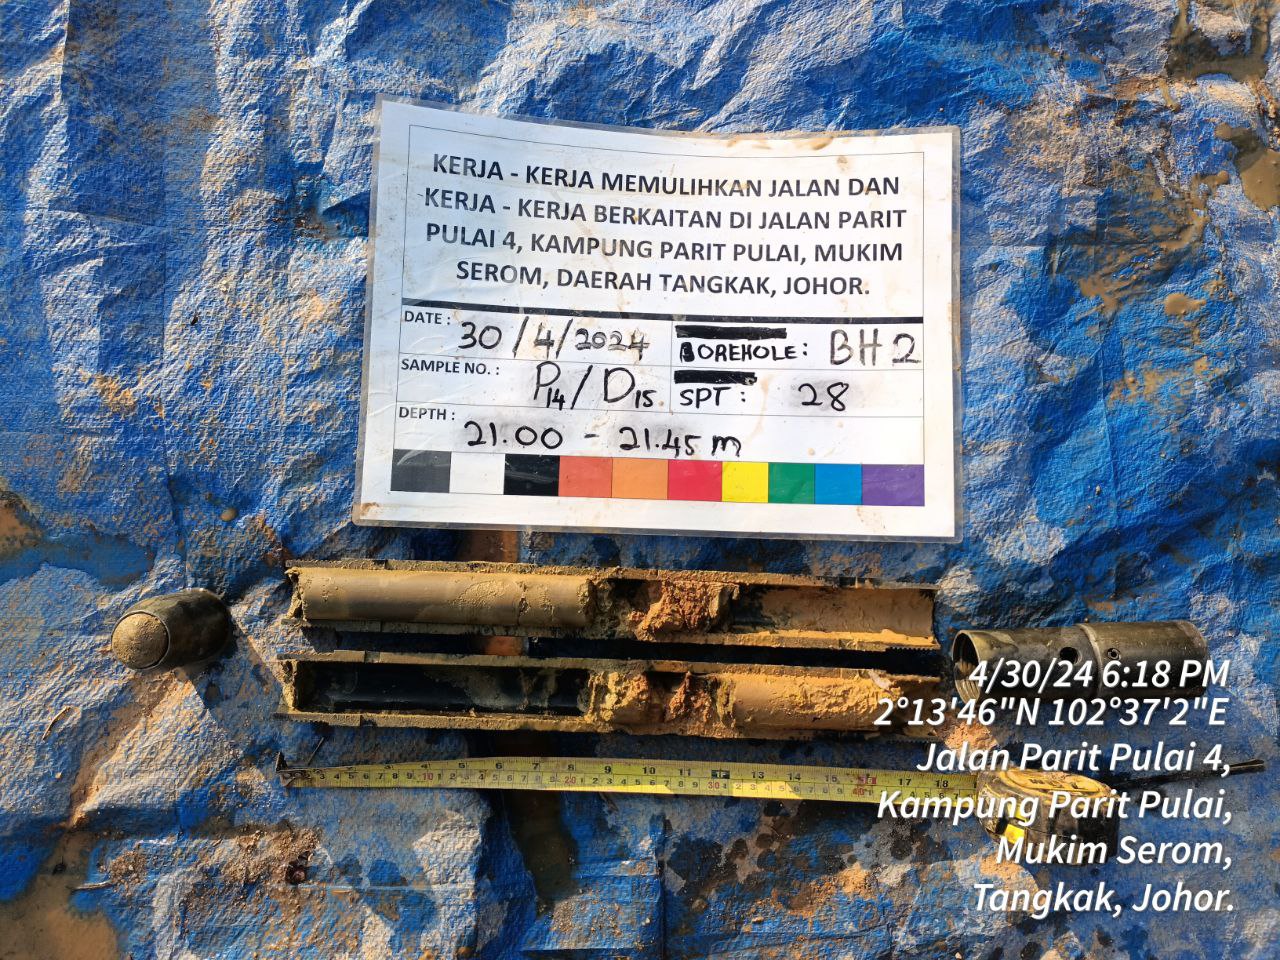 KERJA - KERJA MEMULIHKAN JALAN DAN
KERJA - KERJA BERKAITAN DI JALAN PARIT
PULAI 4, KAMPUNG PARIT PULAI, MUKIM
SEROM, DAERAH TANGKAK, JOHOR.
DATE : 30/4/2024
BOREHOLE: BH2
SAMPLE NO. : P14/D15
SPT : 28
DEPTH : 21.00 - 21.45 m
4/30/24 6:18 PM
2°13'46"N 102°37'2"E
Jalan Parit Pulai 4,
Kampung Parit Pulai,
Mukim Serom,
Tangkak, Johor.